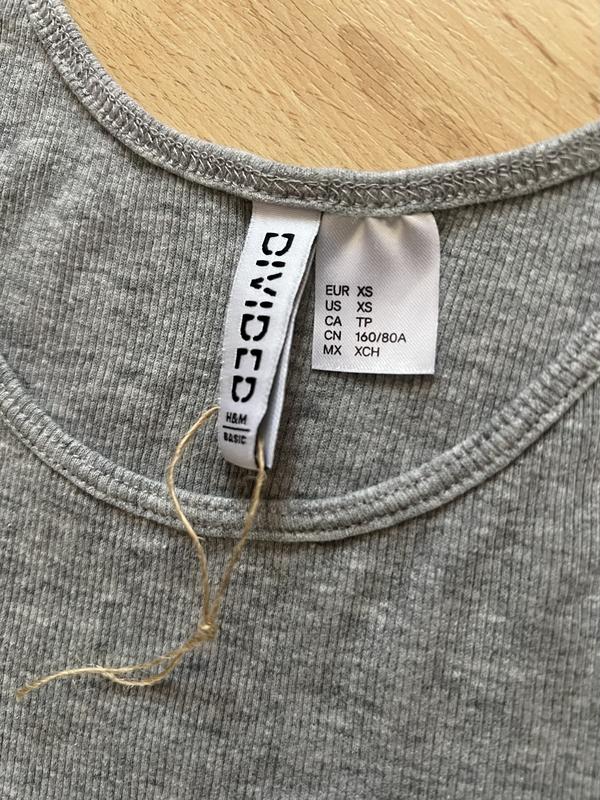 DIVIDED
H&M
BASIC
EUR XS
US XS
CA TP
CN 160/80A
MX XCH